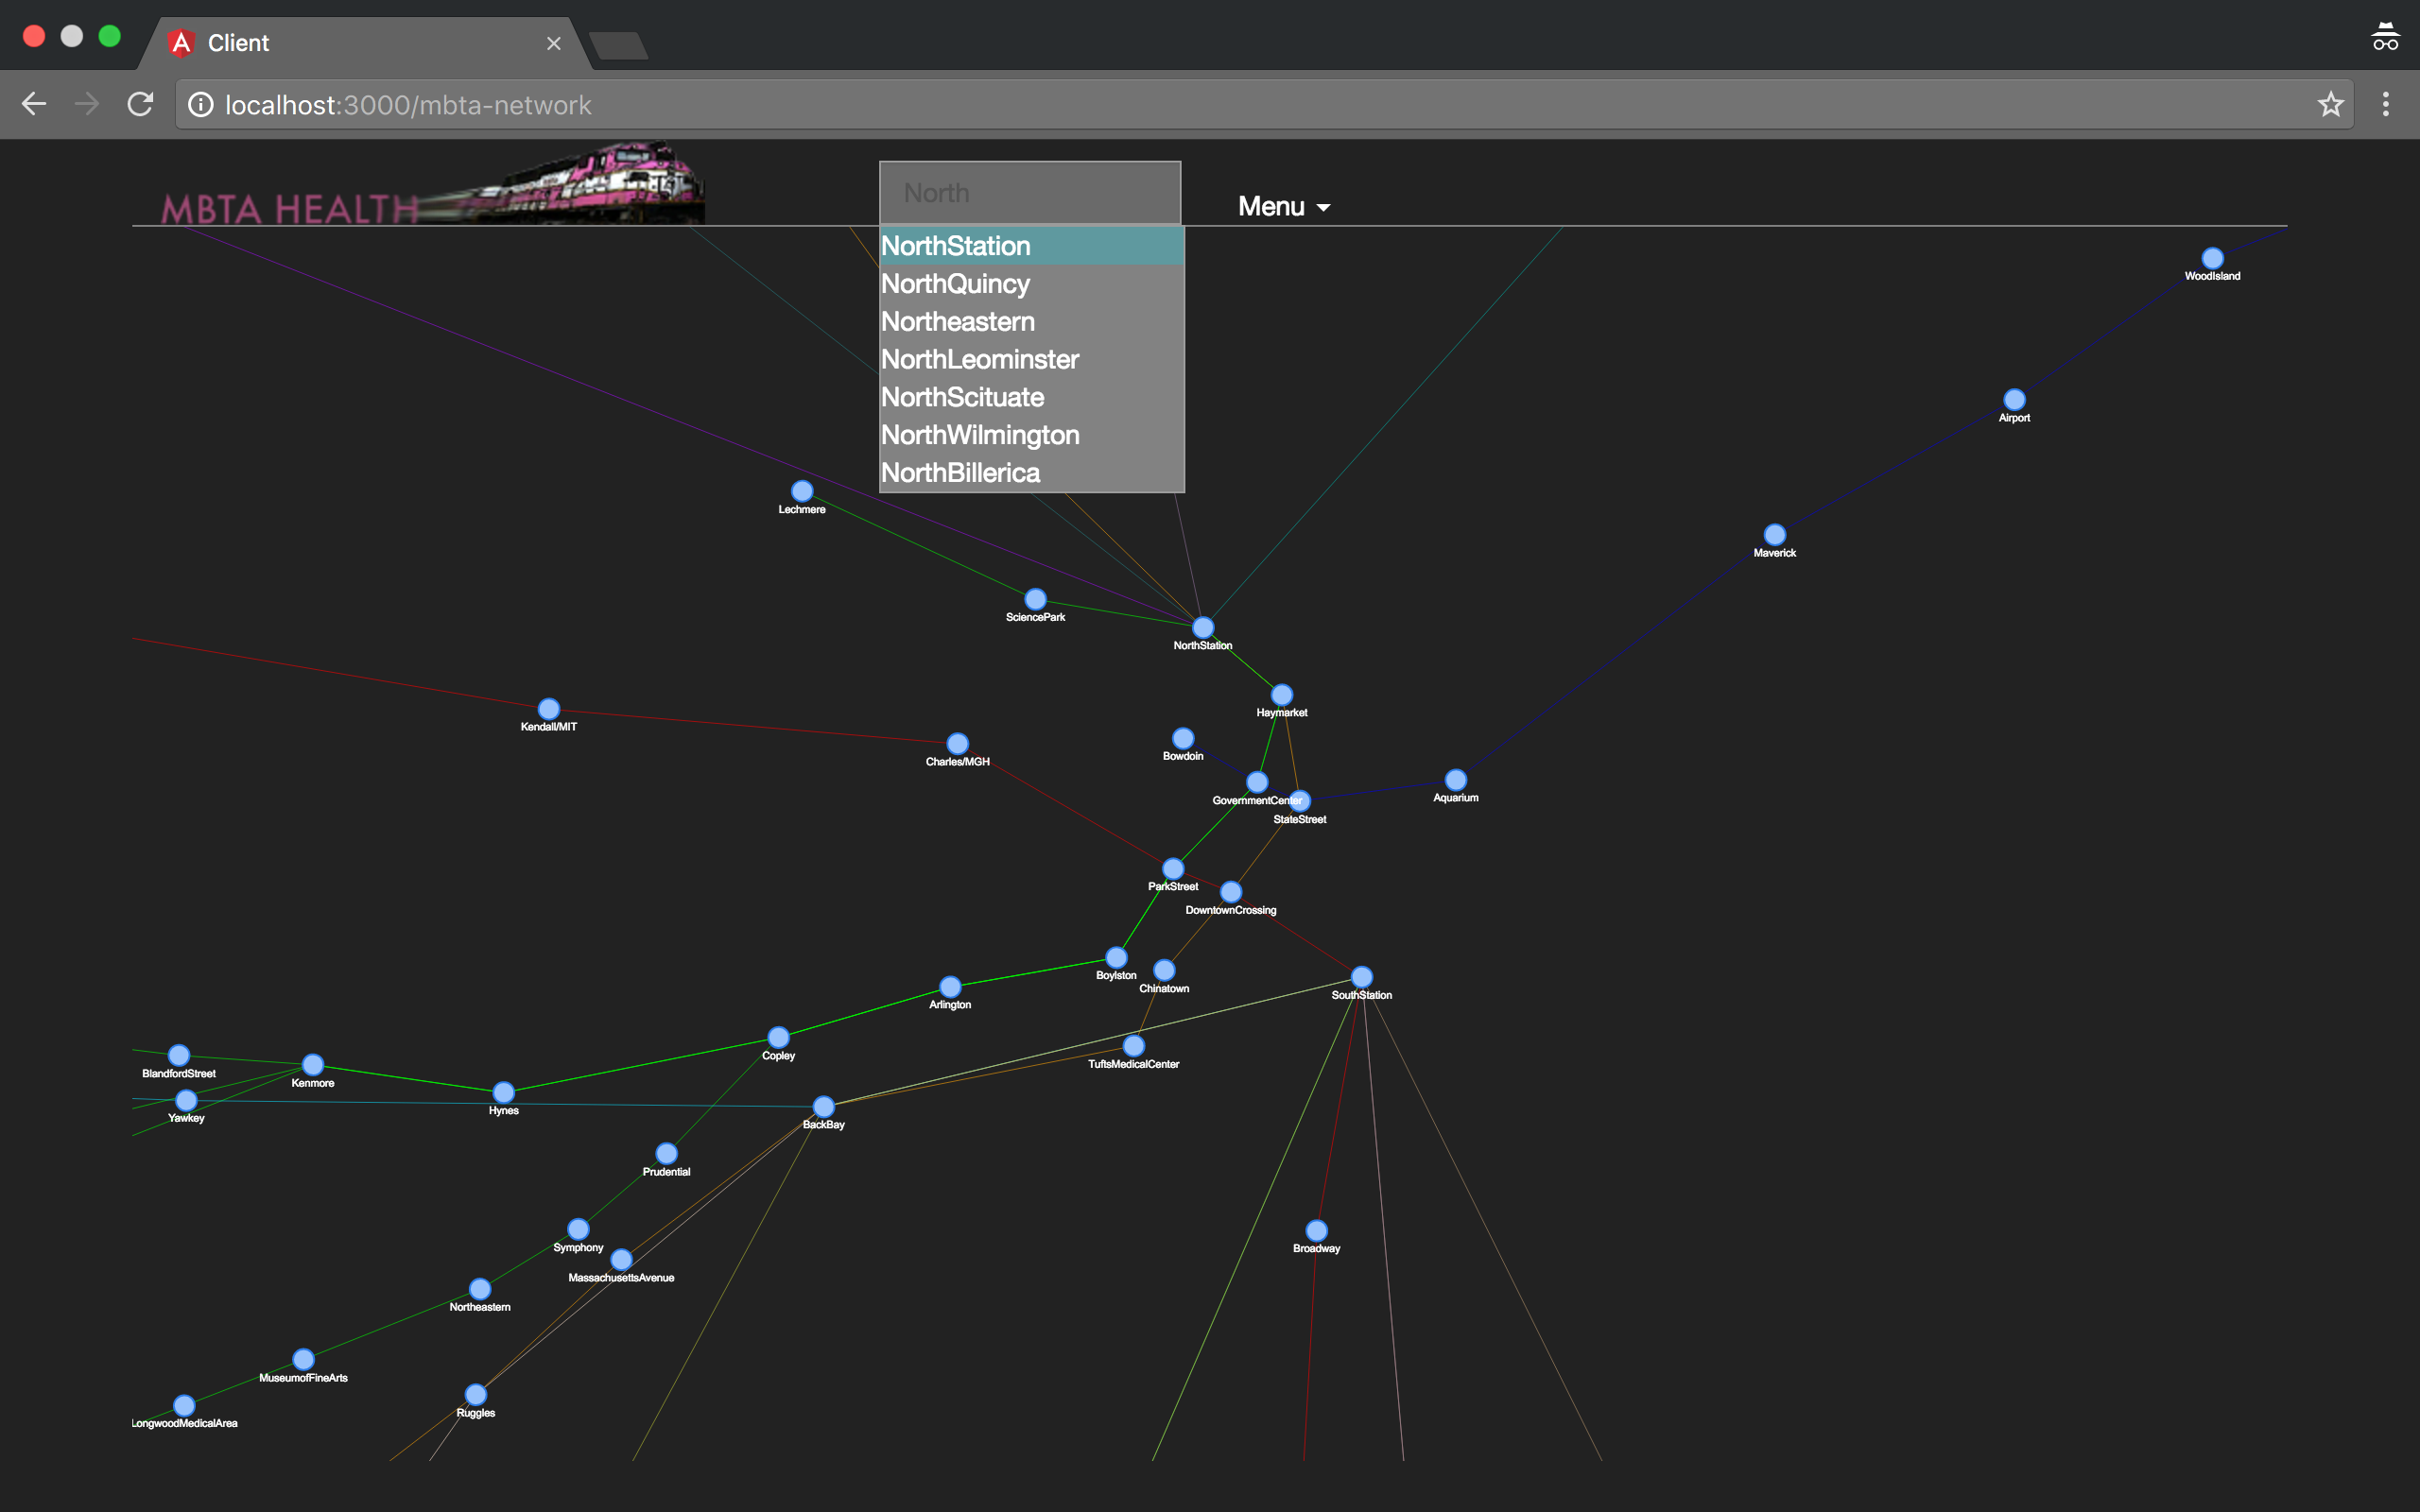 Client
localhost:3000/mbta-network
MBTA HEALTH
North
Menu
NorthStation
NorthQuincy
Northeastern
NorthLeominster
NorthScituate
NorthWilmington
NorthBillerica
WoodIsland
Airport
Lechmere
Maverick
SciencePark
NorthStation
Haymarket
Kendall/MIT
Bowdoin
Charles/MGH
GovernmentCenter
Aquarium
StateStreet
ParkStreet
DowntownCrossing
Boylston
Chinatown
SouthStation
Arlington
Copley
TuftsMedicalCenter
BlandfordStreet
Kenmore
Hynes
Yawkey
BackBay
Prudential
Symphony
Broadway
MassachusettsAvenue
Northeastern
MuseumofFineArts
Ruggles
LongwoodMedicalArea